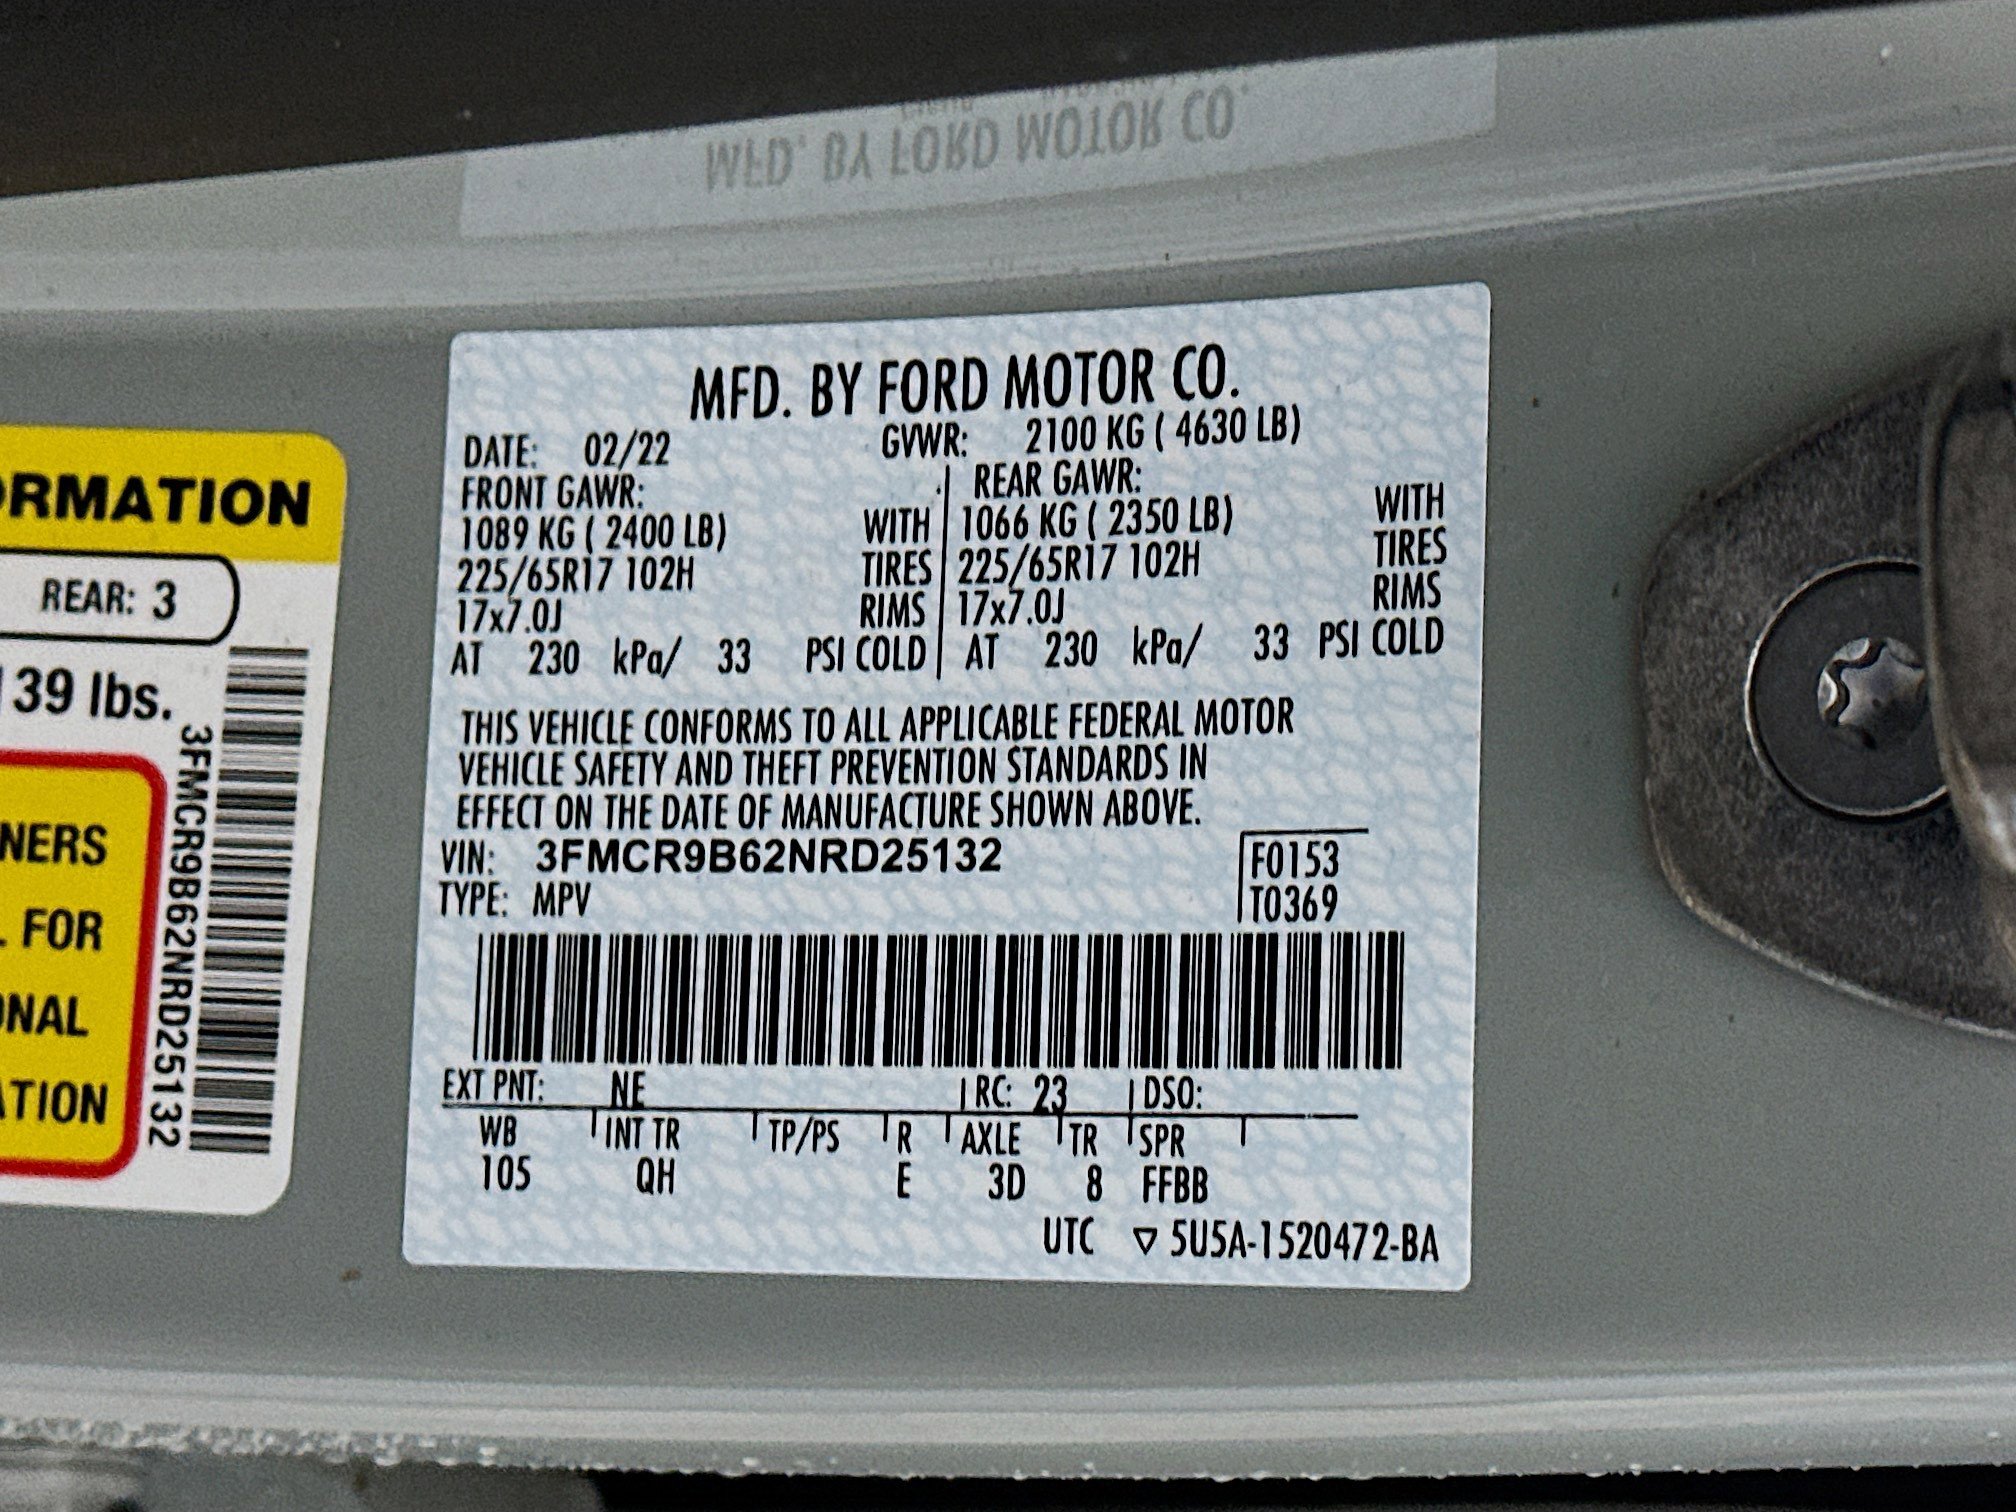 MFD. BY FORD MOTOR CO.
MFD. BY FORD MOTOR CO.
DATE: 02/22 GVWR: 2100 KG ( 4630 LB)
FRONT GAWR: REAR GAWR:
1089 KG ( 2400 LB) WITH 1066 KG ( 2350 LB) WITH
225/65R17 102H TIRES 225/65R17 102H TIRES
17x7.0J RIMS 17x7.0J RIMS
AT 230 kPa/ 33 PSI COLD AT 230 kPa/ 33 PSI COLD
THIS VEHICLE CONFORMS TO ALL APPLICABLE FEDERAL MOTOR
VEHICLE SAFETY AND THEFT PREVENTION STANDARDS IN
EFFECT ON THE DATE OF MANUFACTURE SHOWN ABOVE.
VIN: 3FMCR9B62NRD25132 F0153
TYPE: MPV T0369
EXT PNT: NE RC: 23 DSO:
WB INT TR TP/PS R AXLE TR SPR
105 QH E 3D 8 FFBB
UTC ▽ 5U5A-1520472-BA
ORMATION
REAR: 3
139 lbs.
NERS
L FOR
ONAL
ATION
3FMCR9B62NRD25132